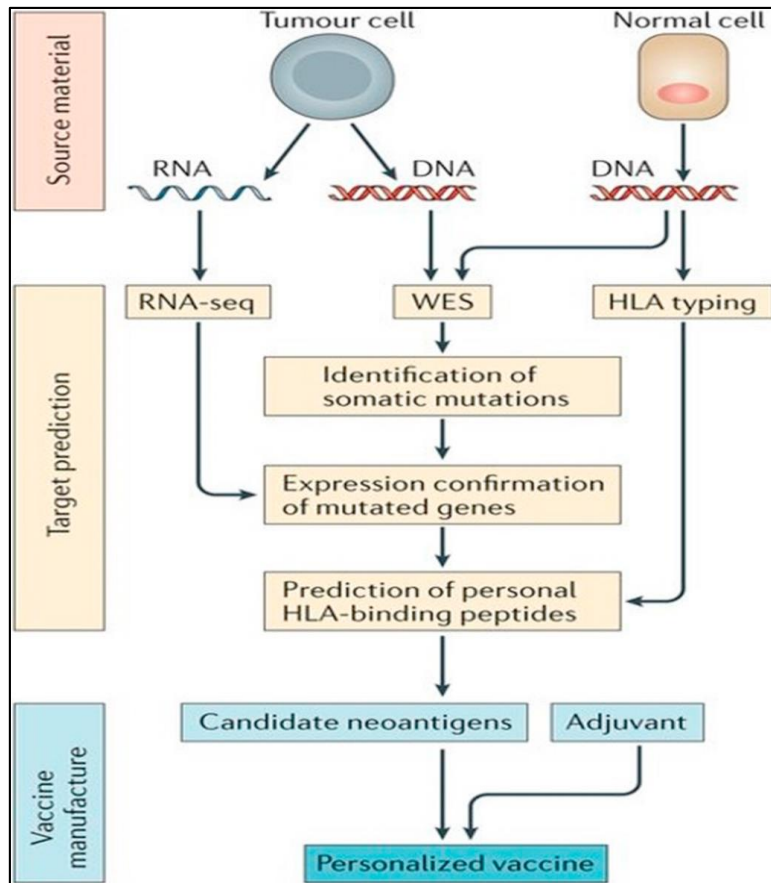 Source material
Tumour cell
Normal cell
RNA
DNA
DNA
Target prediction
RNA-seq
WES
HLA typing
Identification of
somatic mutations
Expression confirmation
of mutated genes
Prediction of personal
HLA-binding peptides
Vaccine
manufacture
Candidate neoantigens
Adjuvant
Personalized vaccine